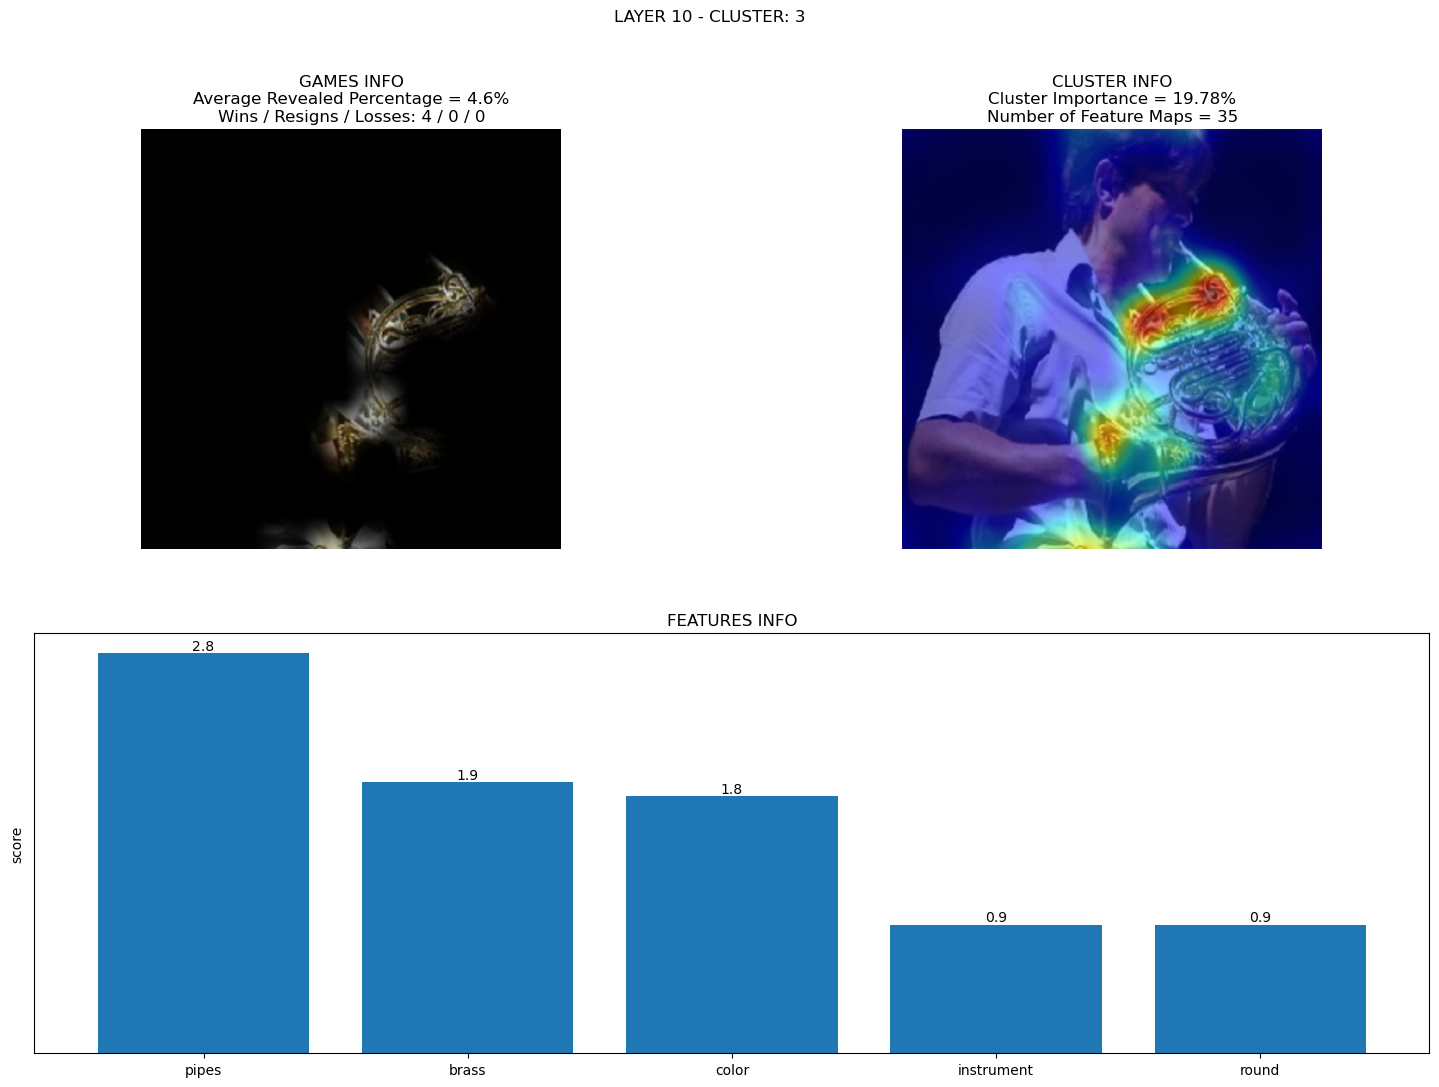 LAYER 10 - CLUSTER: 3
GAMES INFO
Average Revealed Percentage = 4.6%
Wins / Resigns / Losses: 4 / 0 / 0
CLUSTER INFO
Cluster Importance = 19.78%
Number of Feature Maps = 35
FEATURES INFO
score
2.8
1.9
1.8
0.9
0.9
pipes
brass
color
instrument
round